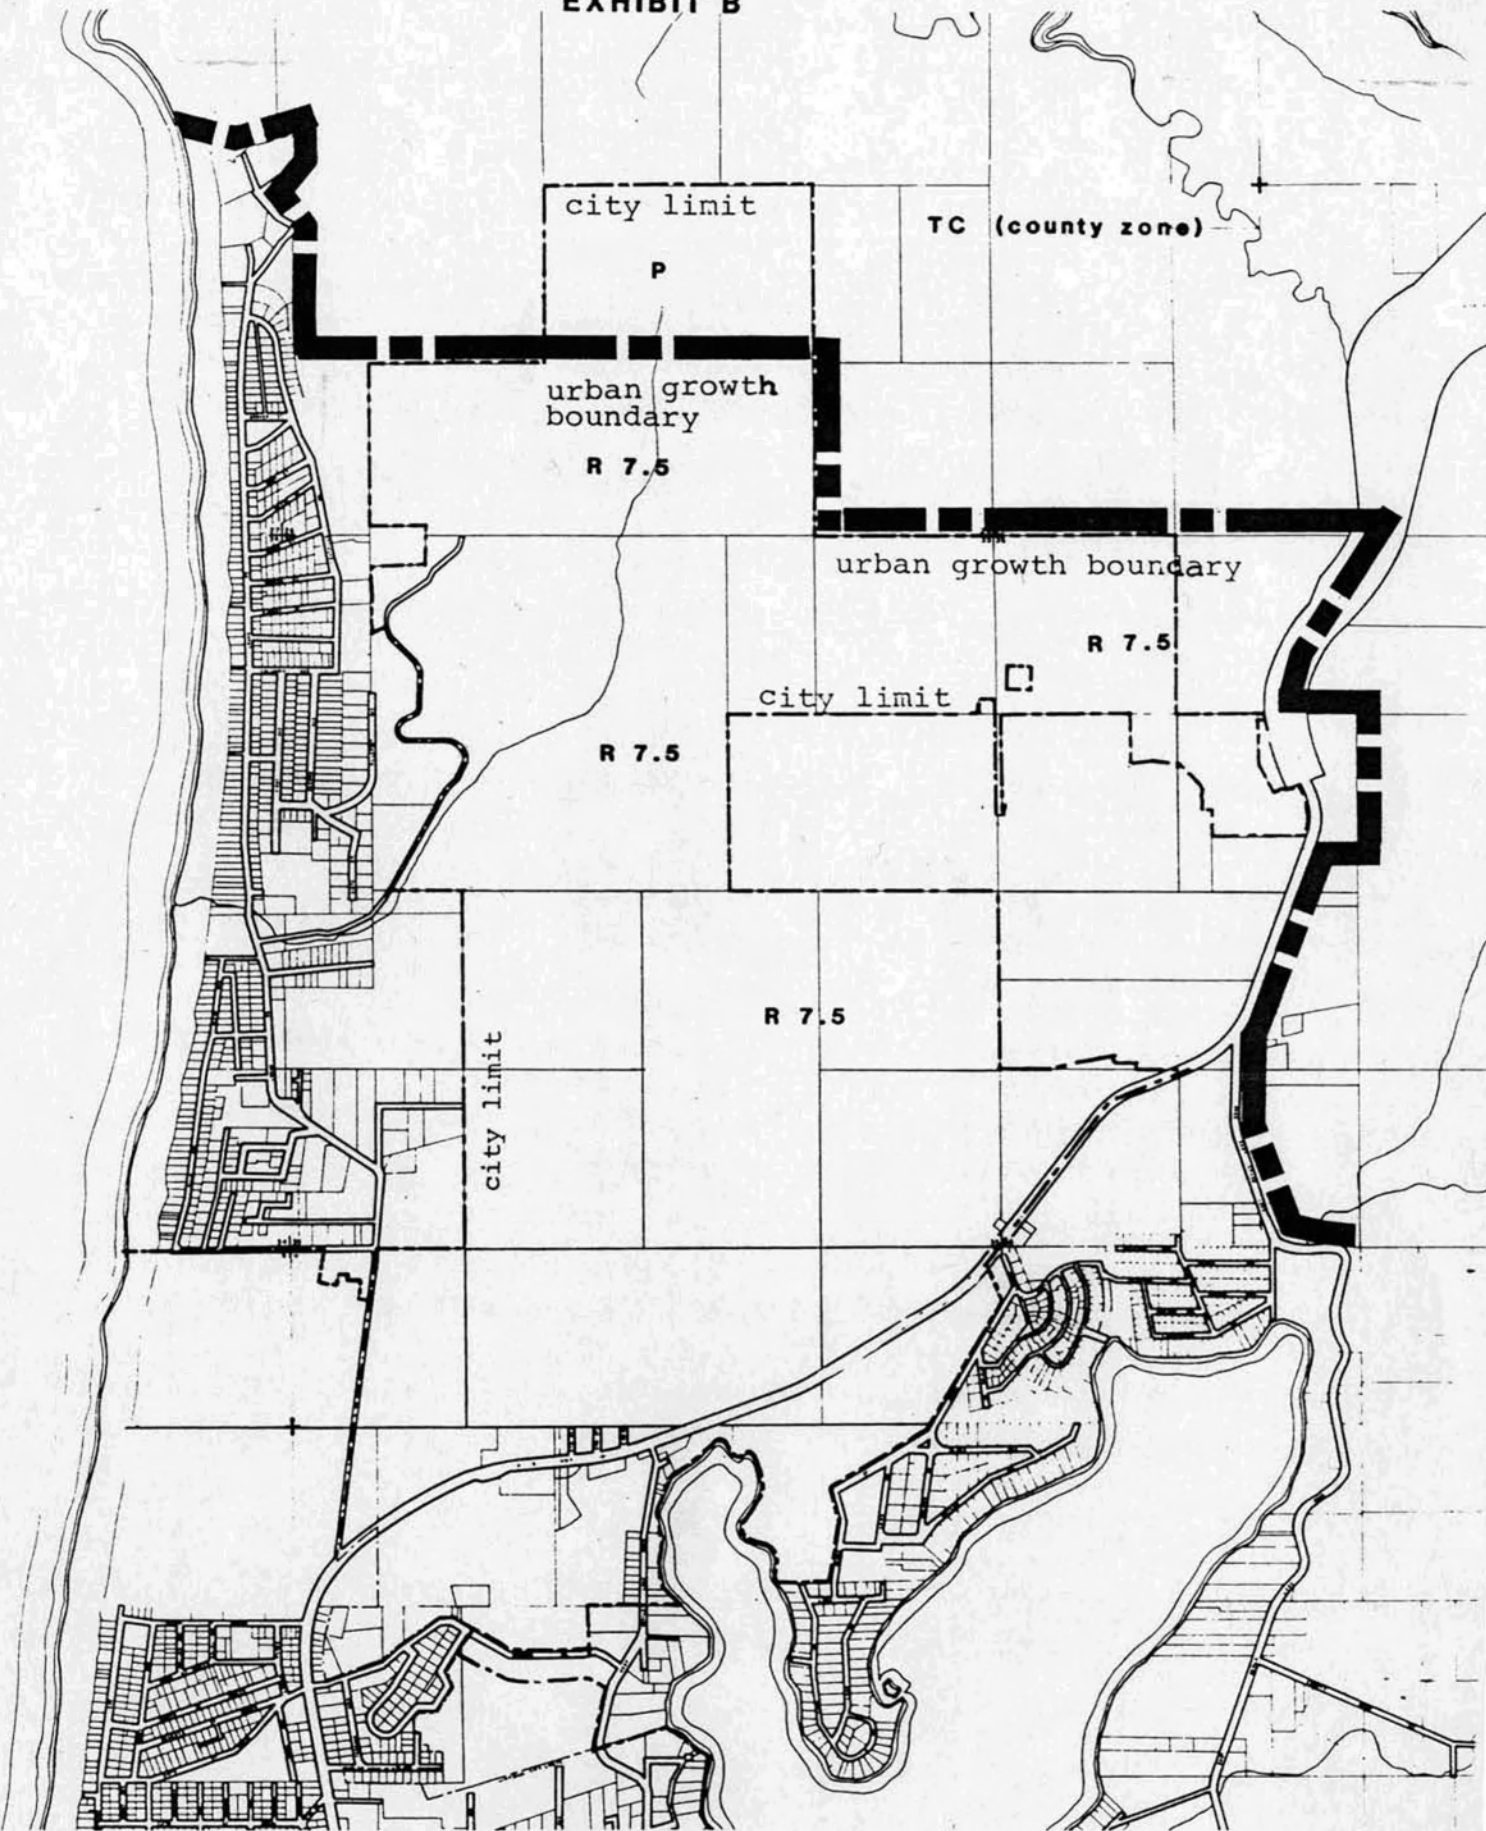 EXHIBIT B
city limit
TC (county zone)
P
urban growth
boundary
R 7.5
urban growth boundary
R 7.5
city limit
R 7.5
R 7.5
city limit